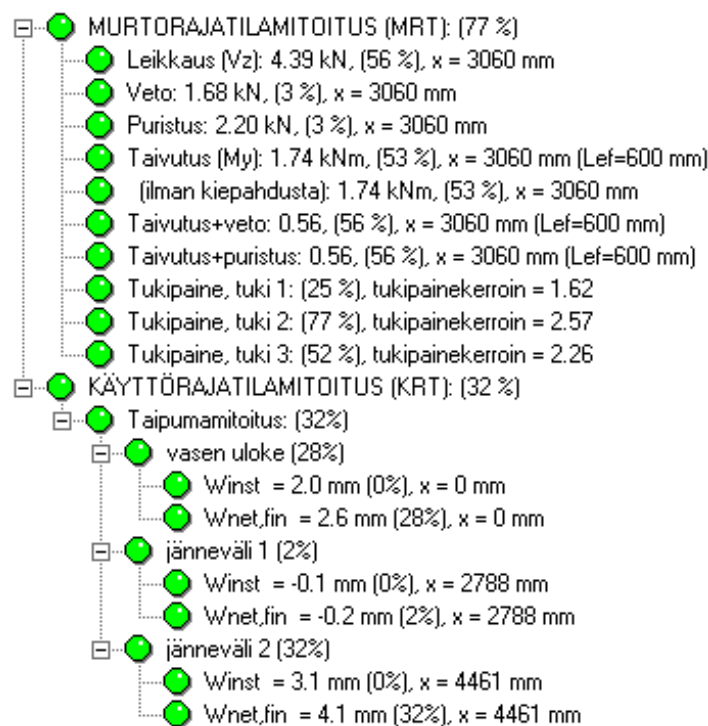 MURTORAJATILAMITOITUS (MRT): (77 %)
Leikkaus (Vz): 4.39 kN, (56 %), x = 3060 mm
Veto: 1.68 kN, (3 %), x = 3060 mm
Puristus: 2.20 kN, (3 %), x = 3060 mm
Taivutus (My): 1.74 kNm, (53 %), x = 3060 mm (Lef=600 mm)
(ilman kiepahdusta): 1.74 kNm, (53 %), x = 3060 mm
Taivutus+veto: 0.56, (56 %), x = 3060 mm (Lef=600 mm)
Taivutus+puristus: 0.56, (56 %), x = 3060 mm (Lef=600 mm)
Tukipaine, tuki 1: (25 %), tukipainekerroin = 1.62
Tukipaine, tuki 2: (77 %), tukipainekerroin = 2.57
Tukipaine, tuki 3: (52 %), tukipainekerroin = 2.26
KÄYTTÖRAJATILAMITOITUS (KRT): (32 %)
Taipumamitoitus: (32%)
vasen uloke (28%)
Winst = 2.0 mm (0%), x = 0 mm
Wnet,fin = 2.6 mm (28%), x = 0 mm
jänneväli 1 (2%)
Winst = -0.1 mm (0%), x = 2788 mm
Wnet,fin = -0.2 mm (2%), x = 2788 mm
jänneväli 2 (32%)
Winst = 3.1 mm (0%), x = 4461 mm
Wnet,fin = 4.1 mm (32%), x = 4461 mm